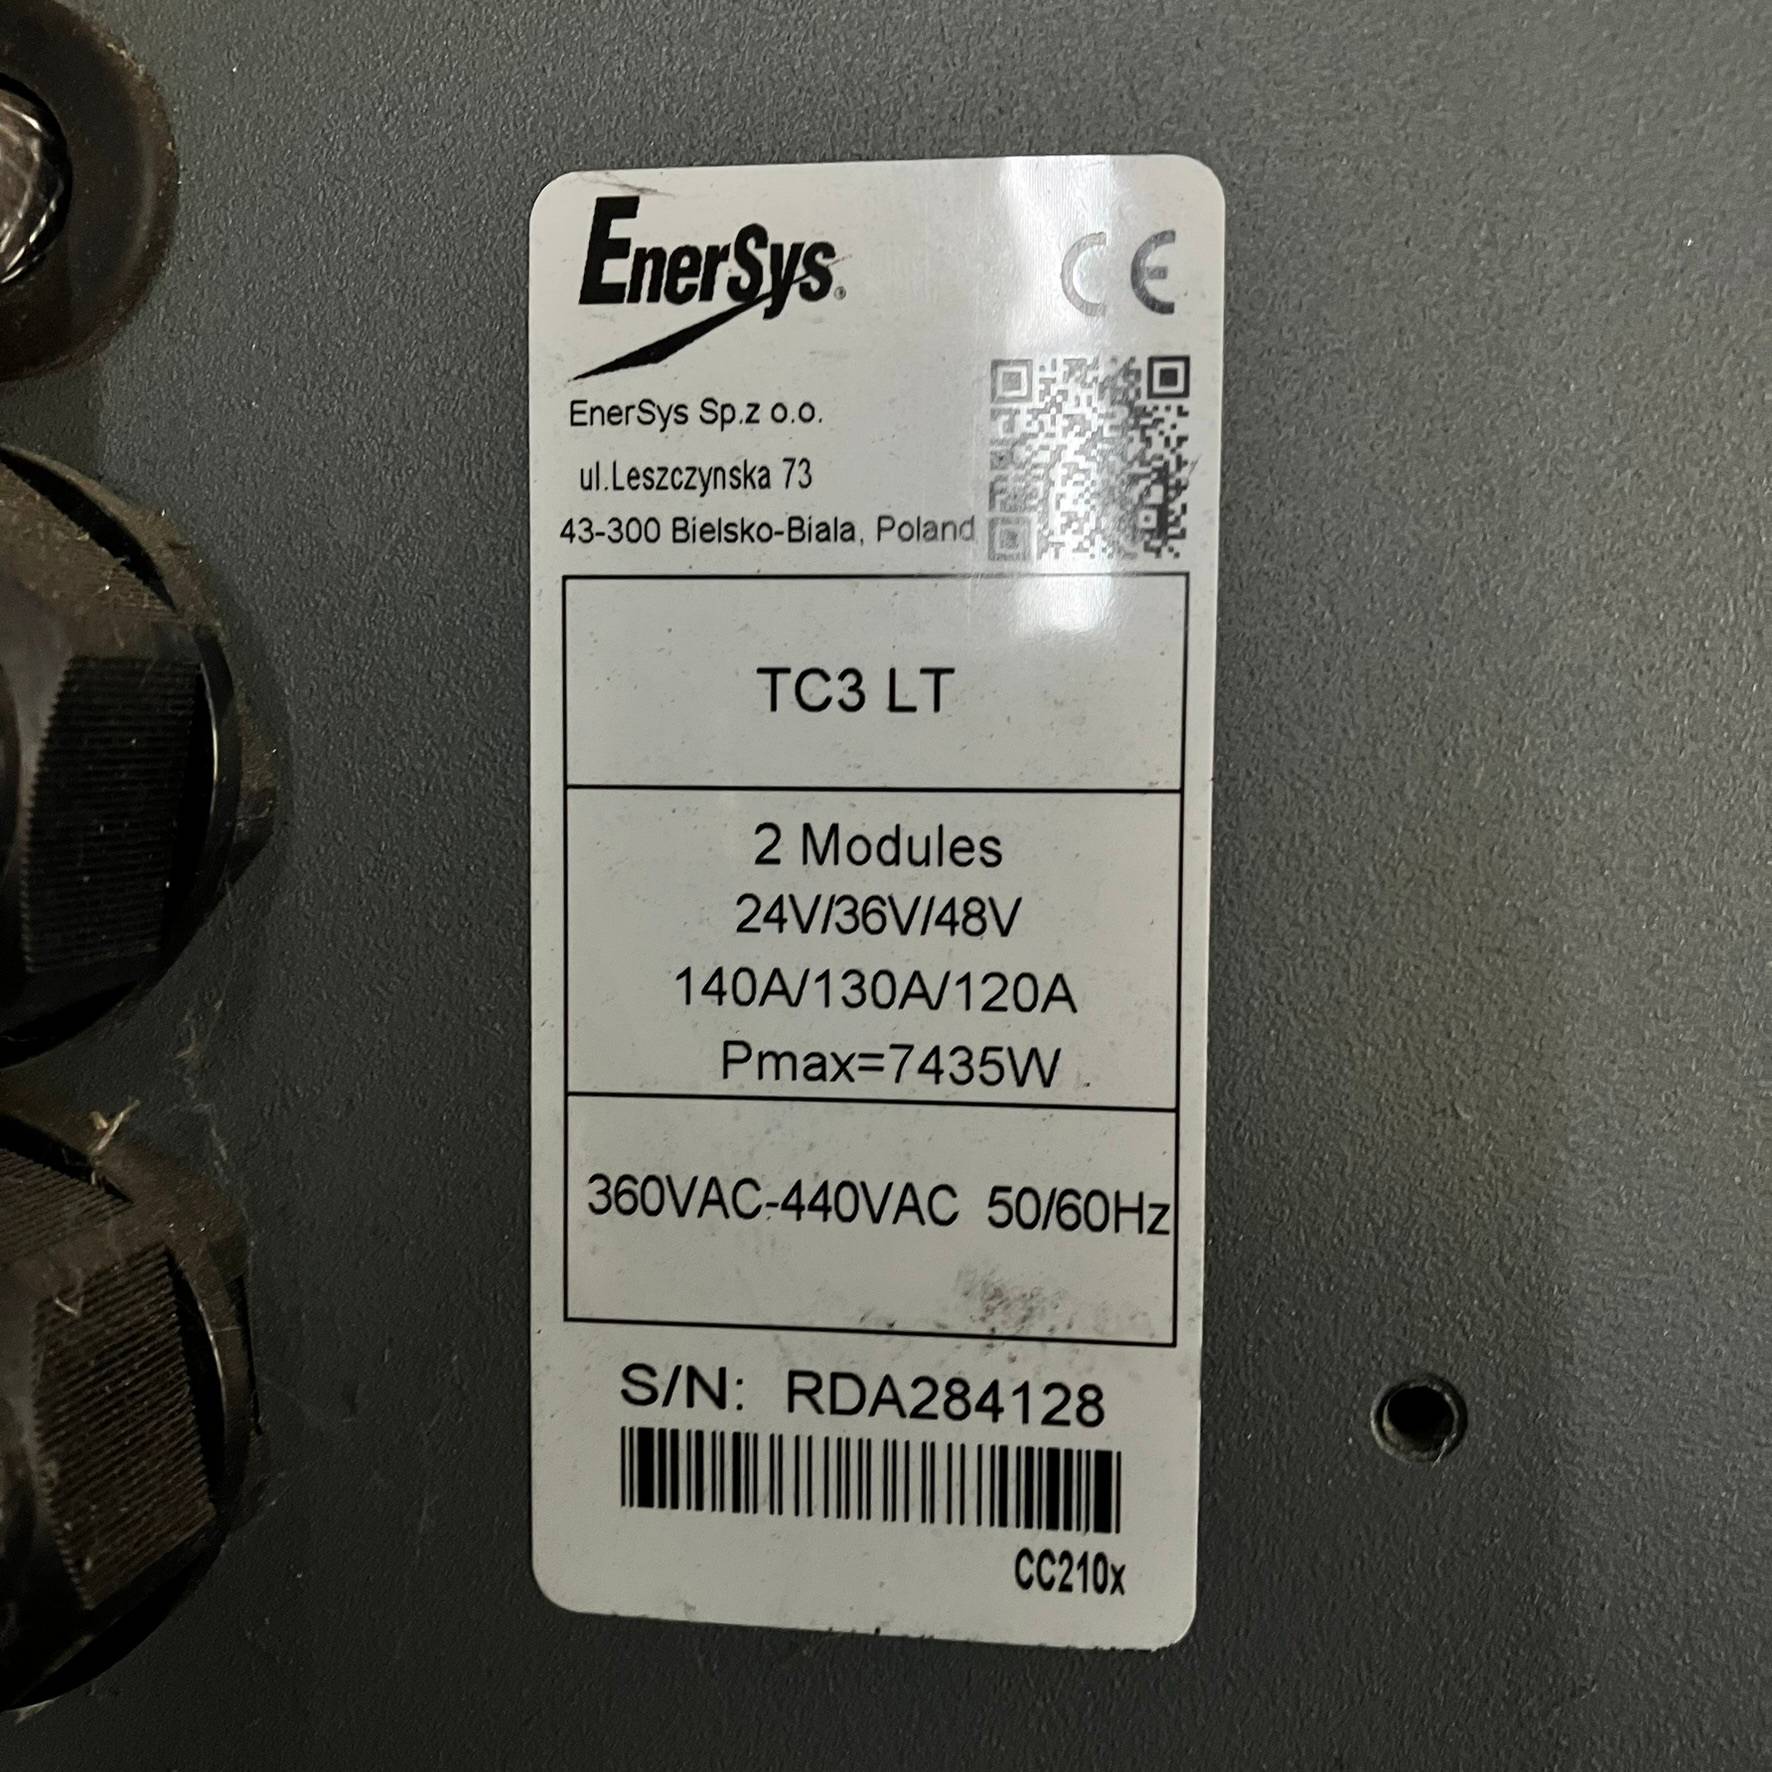 EnerSys®
CE
EnerSys Sp.z o.o.
ul.Leszczynska 73
43-300 Bielsko-Biala, Poland
TC3 LT
2 Modules
24V/36V/48V
140A/130A/120A
Pmax=7435W
360VAC-440VAC 50/60Hz
S/N: RDA284128
CC210x